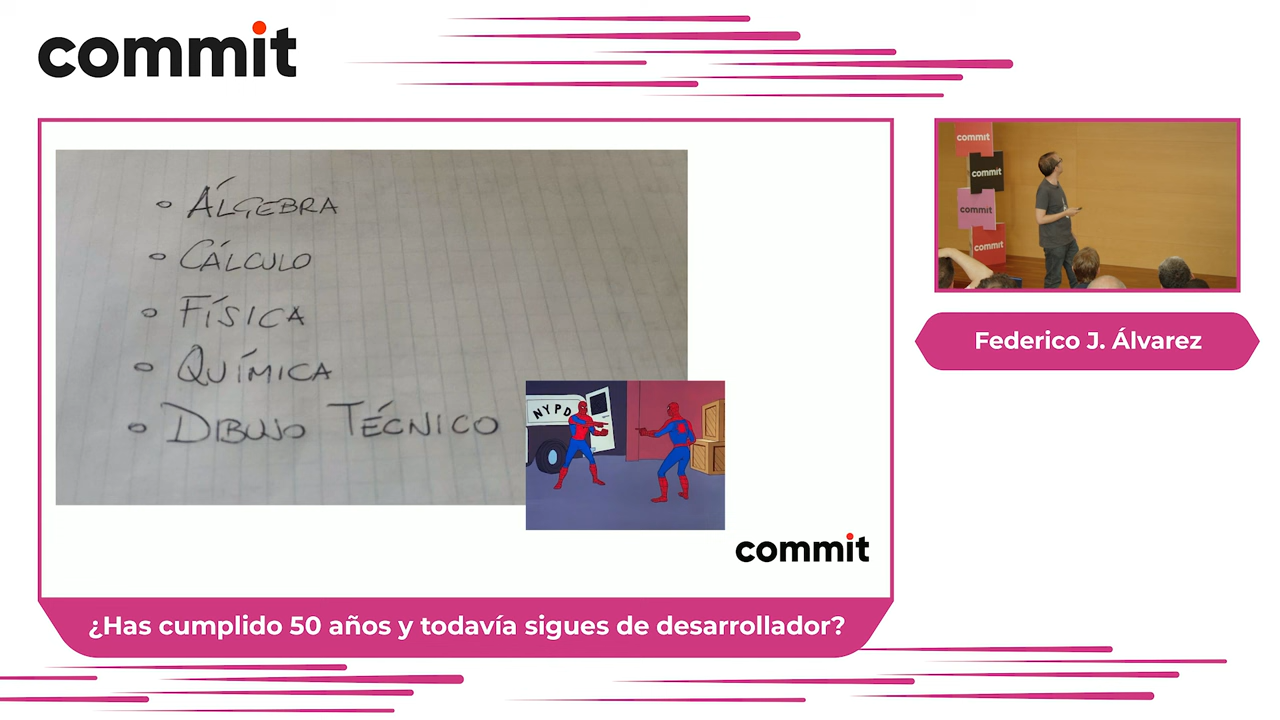 commit
° ÁLGEBRA
° CÁLCULO
° FÍSICA
° QUÍMICA
° DIBUJO TÉCNICO
NYPD
commit
¿Has cumplido 50 años y todavía sigues de desarrollador?
commit
commit
commit
commit
Federico J. Álvarez